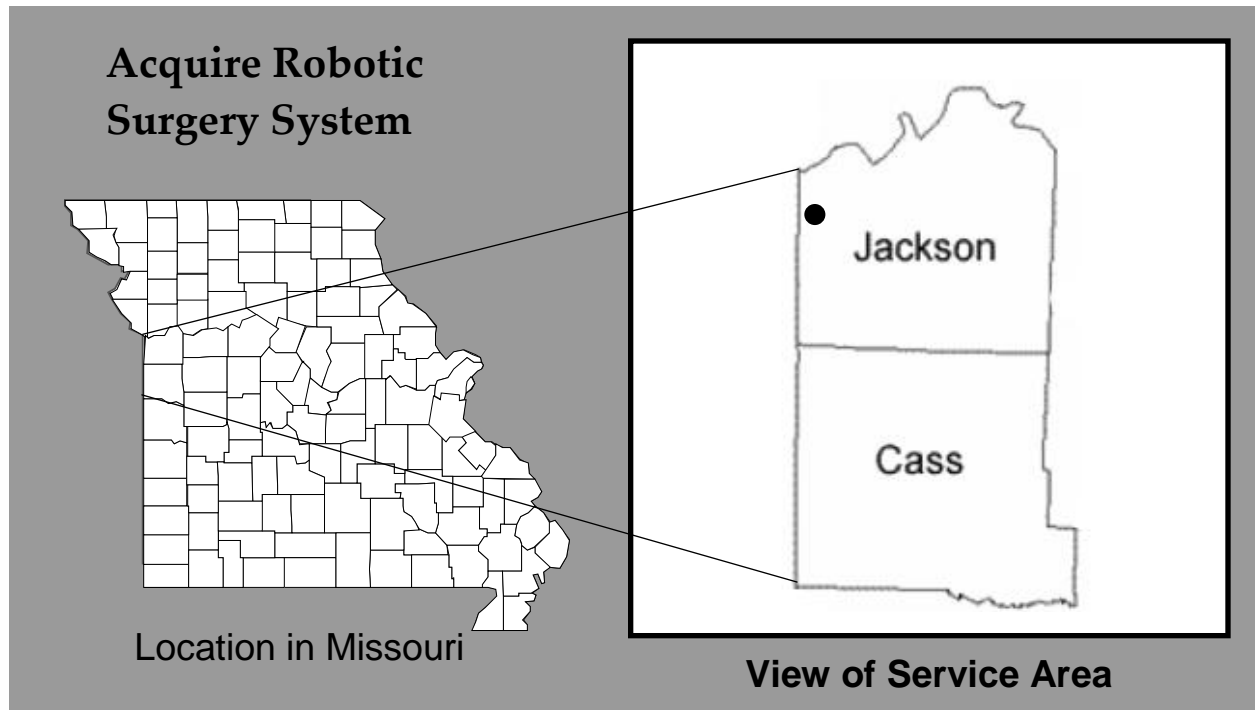 Acquire Robotic
Surgery System
Jackson
Cass
Location in Missouri
View of Service Area